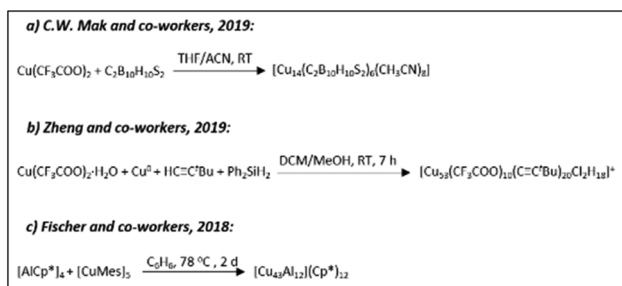 a) C.W. Mak and co-workers, 2019:
THF/ACN, RT
Cu(CF₃COO)₂ + C₂B₁₀H₁₀S₂ → [Cu₁₄(C₂B₁₀H₁₀S₂)₆(CH₃CN)₈]
b) Zheng and co-workers, 2019:
DCM/MeOH, RT, 7 h
Cu(CF₃COO)₂·H₂O + Cu⁰ + HC≡CᵗBu + Ph₂SiH₂ → [Cu₅₃(CF₃COO)₁₀(C≡CᵗBu)₂₀Cl₂H₁₈]⁺
c) Fischer and co-workers, 2018:
C₆H₆, 78 °C, 2 d
[AlCp*]₄ + [CuMes]₅ → [Cu₄₃Al₁₂](Cp*)₁₂